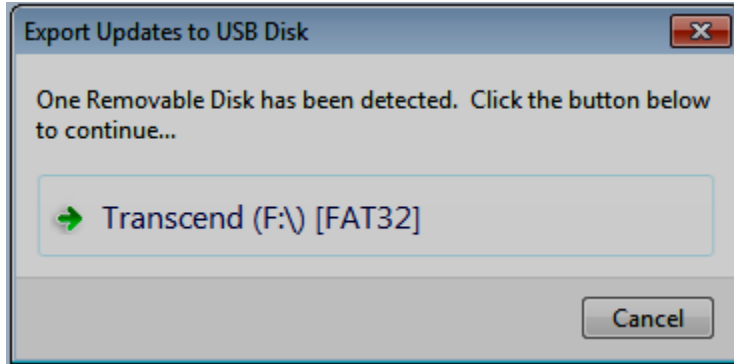 Export Updates to USB Disk
One Removable Disk has been detected.  Click the button below
to continue...
Transcend (F:\) [FAT32]
Cancel